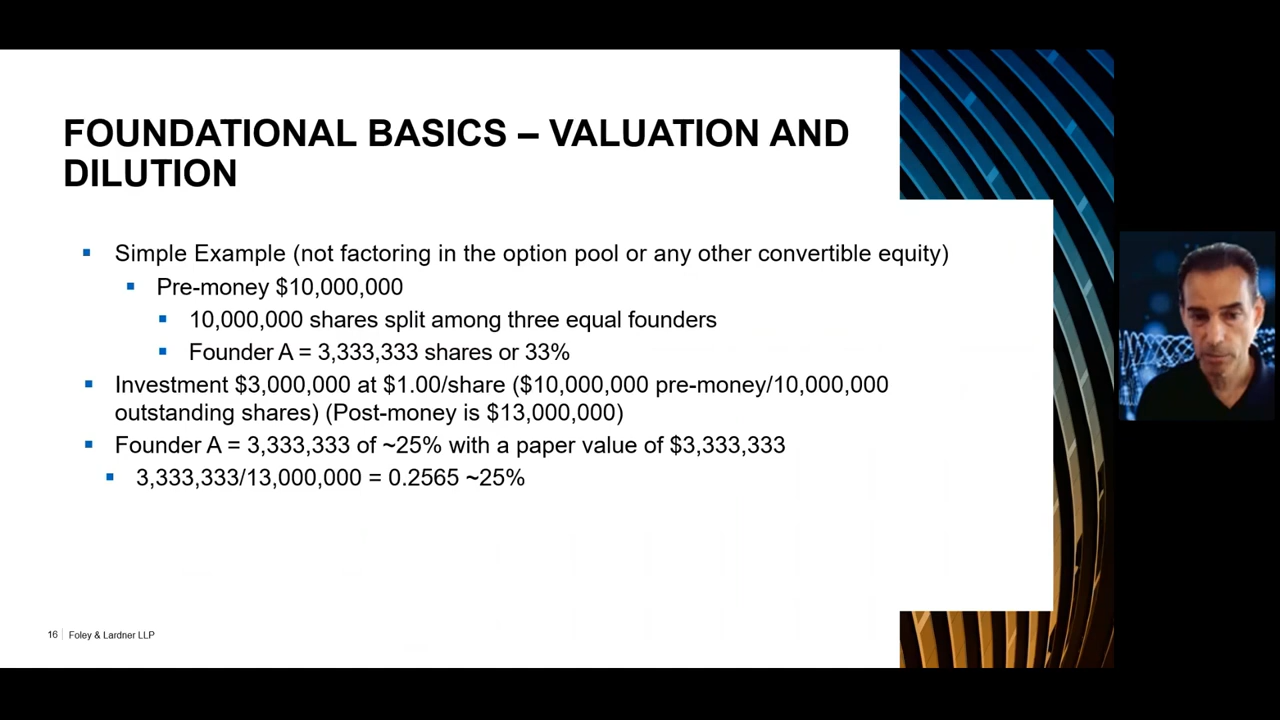 FOUNDATIONAL BASICS – VALUATION AND
DILUTION
▪ Simple Example (not factoring in the option pool or any other convertible equity)
▪ Pre-money $10,000,000
▪ 10,000,000 shares split among three equal founders
▪ Founder A = 3,333,333 shares or 33%
▪ Investment $3,000,000 at $1.00/share ($10,000,000 pre-money/10,000,000
outstanding shares) (Post-money is $13,000,000)
▪ Founder A = 3,333,333 of ~25% with a paper value of $3,333,333
▪ 3,333,333/13,000,000 = 0.2565 ~25%
16 | Foley & Lardner LLP